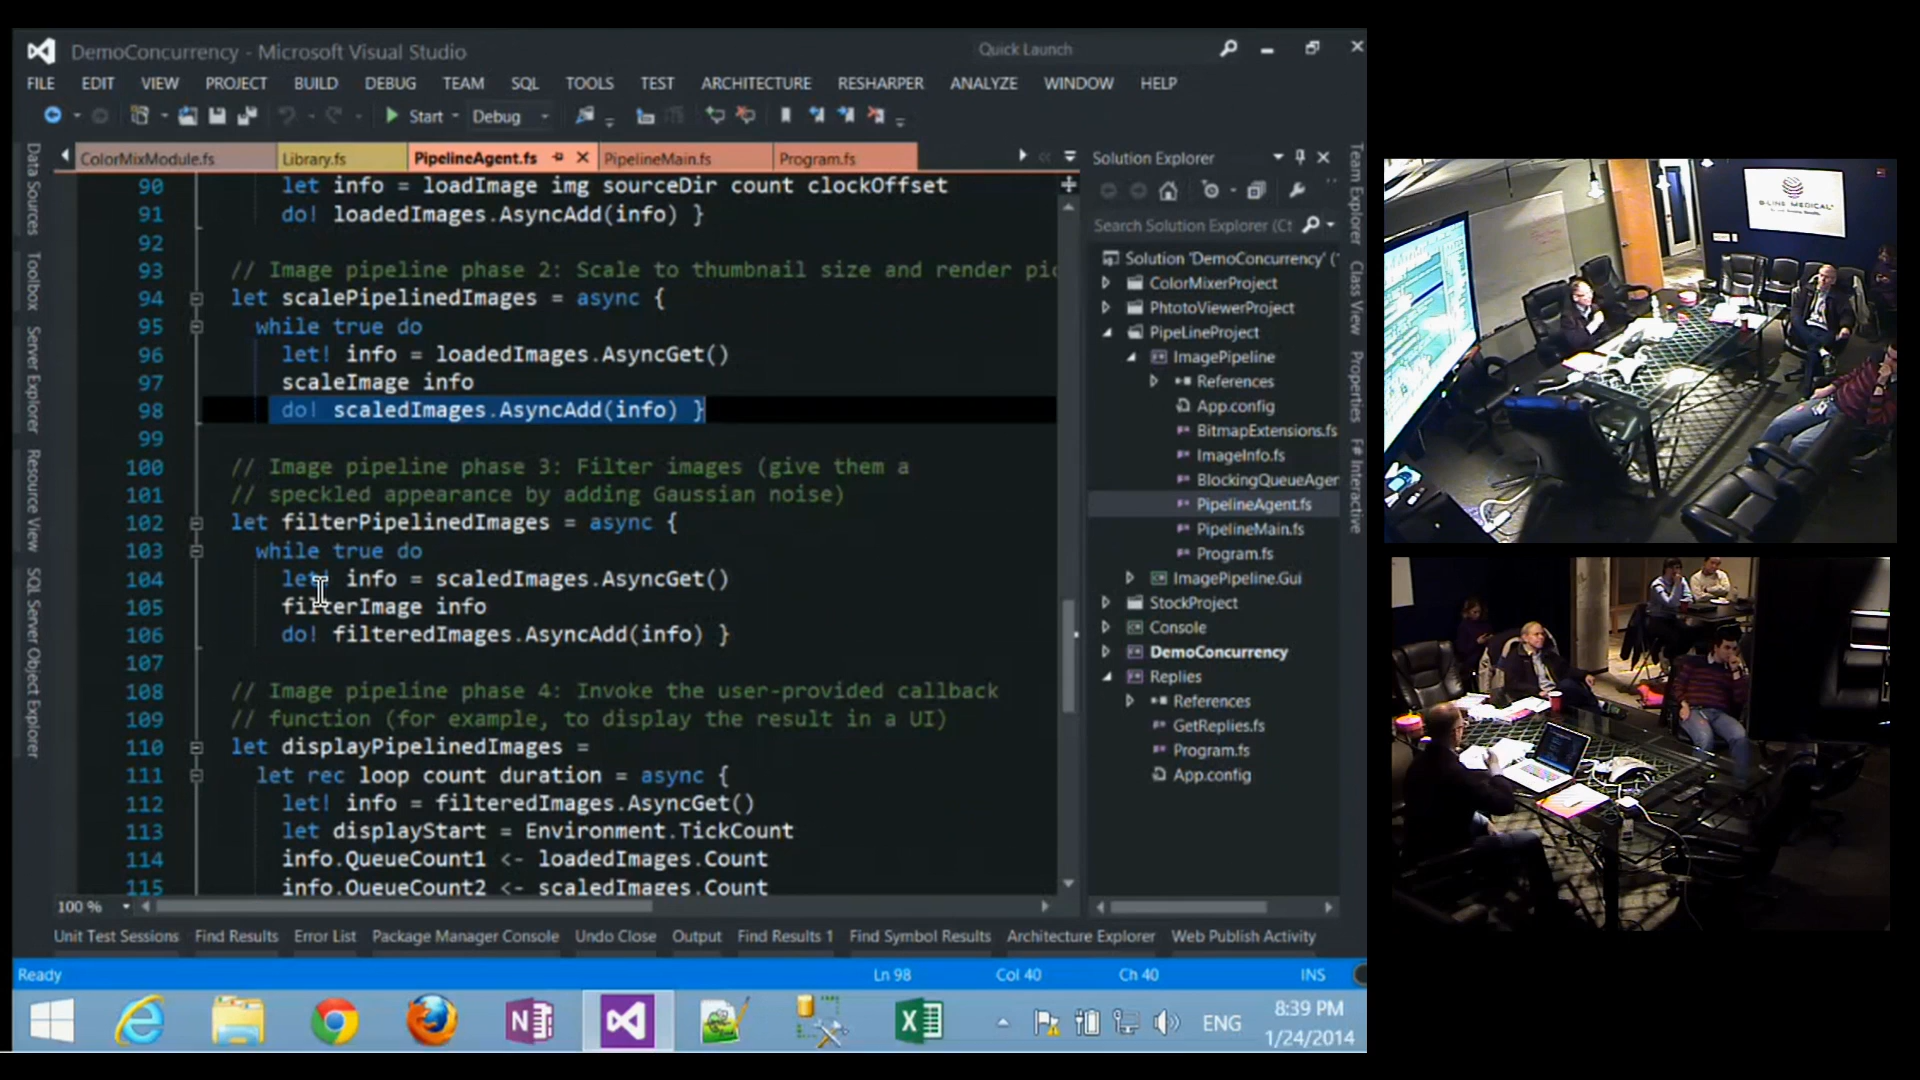 DemoConcurrency - Microsoft Visual Studio
Quick Launch
FILE EDIT VIEW PROJECT BUILD DEBUG TEAM SQL TOOLS TEST ARCHITECTURE RESHARPER ANALYZE WINDOW HELP
Start Debug
ColorMixModule.fs Library.fs PipelineAgent.fs PipelineMain.fs Program.fs
90 let info = loadImage img sourceDir count clockOffset
91 do! loadedImages.AsyncAdd(info) }
92
93 // Image pipeline phase 2: Scale to thumbnail size and render pic
94 let scalePipelinedImages = async {
95 while true do
96 let! info = loadedImages.AsyncGet()
97 scaleImage info
98 do! scaledImages.AsyncAdd(info) }
99
100 // Image pipeline phase 3: Filter images (give them a
101 // speckled appearance by adding Gaussian noise)
102 let filterPipelinedImages = async {
103 while true do
104 let! info = scaledImages.AsyncGet()
105 filterImage info
106 do! filteredImages.AsyncAdd(info) }
107
108 // Image pipeline phase 4: Invoke the user-provided callback
109 // function (for example, to display the result in a UI)
110 let displayPipelinedImages =
111 let rec loop count duration = async {
112 let! info = filteredImages.AsyncGet()
113 let displayStart = Environment.TickCount
114 info.QueueCount1 <- loadedImages.Count
115 info.QueueCount2 <- scaledImages.Count
100 %
Data Sources
Toolbox
Server Explorer
Resource View
SQL Server Object Explorer
Solution Explorer
Search Solution Explorer (Ct
Solution 'DemoConcurrency' (
ColorMixerProject
PhtotoViewerProject
PipeLineProject
ImagePipeline
References
App.config
BitmapExtensions.fs
ImageInfo.fs
BlockingQueueAger
PipelineAgent.fs
PipelineMain.fs
Program.fs
ImagePipeline.Gui
StockProject
Console
DemoConcurrency
Replies
References
GetReplies.fs
Program.fs
App.config
Team Explorer
Class View
Properties
F# Interactive
Unit Test Sessions Find Results Error List Package Manager Console Undo Close Output Find Results 1 Find Symbol Results Architecture Explorer Web Publish Activity
Ready Ln 98 Col 40 Ch 40 INS
ENG
8:39 PM
1/24/2014
B-LINE MEDICAL